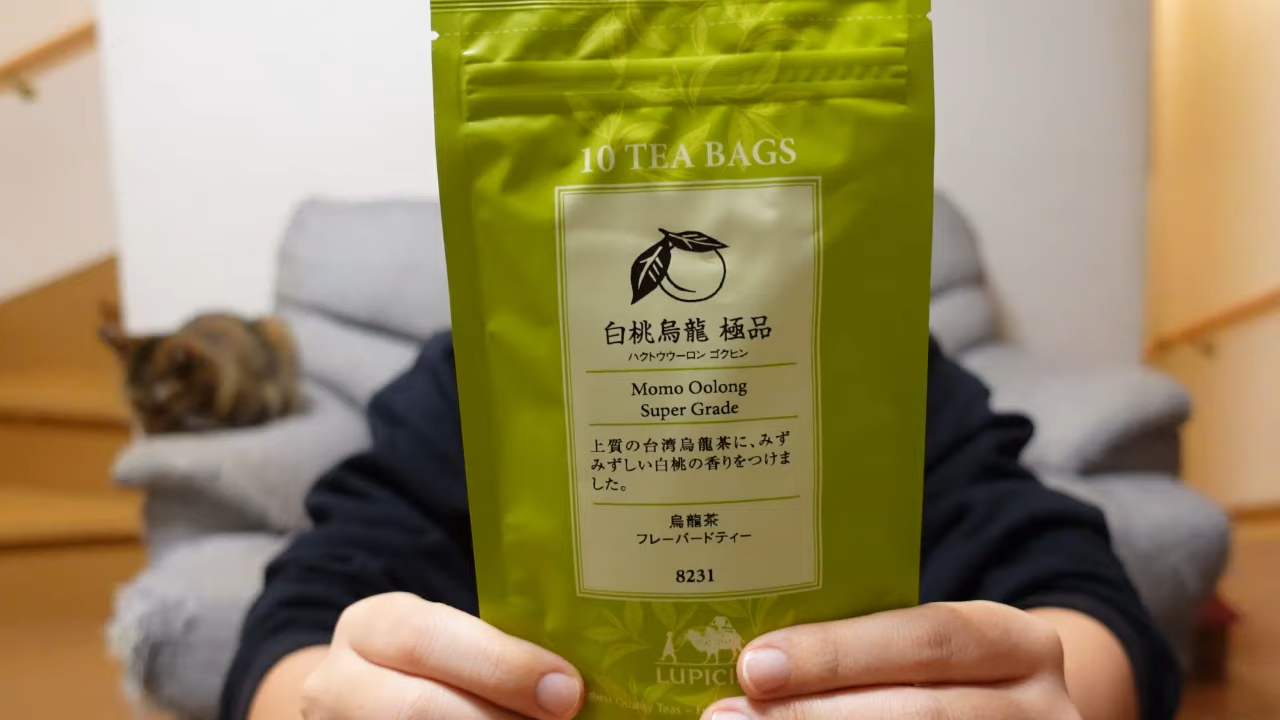 10 TEA BAGS
白桃烏龍 極品
ハクトウウーロン ゴクヒン
Momo Oolong
Super Grade
上質の台湾烏龍茶に、みず
みずしい白桃の香りをつけま
した。
烏龍茶
フレーバードティー
8231
LUPICI
Quality Teas